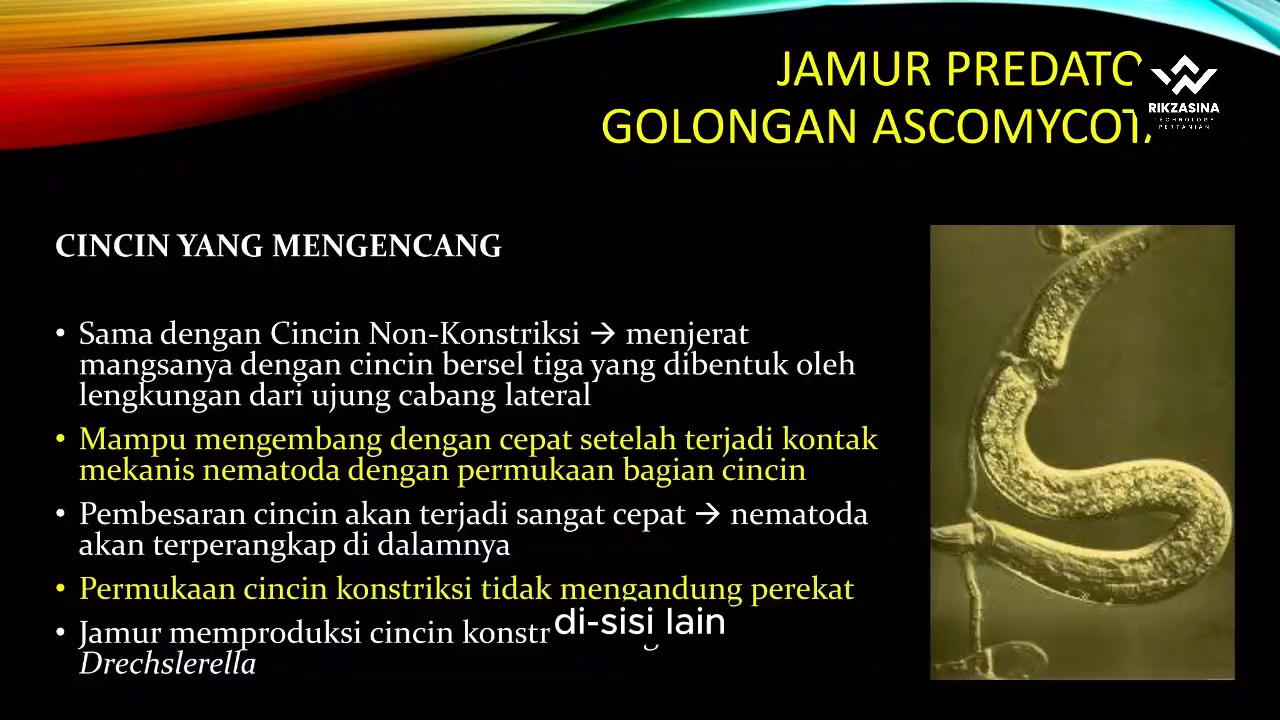 JAMUR PREDATO
GOLONGAN ASCOMYCOT
RIKZASINA
TECHNOLOGY
PERTANIAN
CINCIN YANG MENGENCANG
• Sama dengan Cincin Non-Konstriksi → menjerat
mangsanya dengan cincin bersel tiga yang dibentuk oleh
lengkungan dari ujung cabang lateral
• Mampu mengembang dengan cepat setelah terjadi kontak
mekanis nematoda dengan permukaan bagian cincin
• Pembesaran cincin akan terjadi sangat cepat → nematoda
akan terperangkap di dalamnya
• Permukaan cincin konstriksi tidak mengandung perekat
• Jamur memproduksi cincin konstr
di-sisi lain
Drechslerella